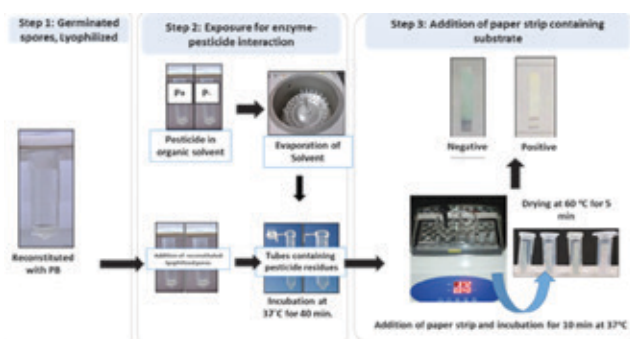 Step 1: Germinated
spores, Lyophilized
Reconstituted
with PB
Step 2: Exposure for enzyme-
pesticide interaction
P+ P-
Pesticide in
organic solvent
Evaporation of
Solvent
Addition of reconstituted
Tubes containing
pesticide residues
Incubation at
37°C for 40 min.
Step 3: Addition of paper strip containing
substrate
Negative
Positive
Drying at 60 °C for 5
min
Addition of paper strip and incubation for 10 min at 37°C